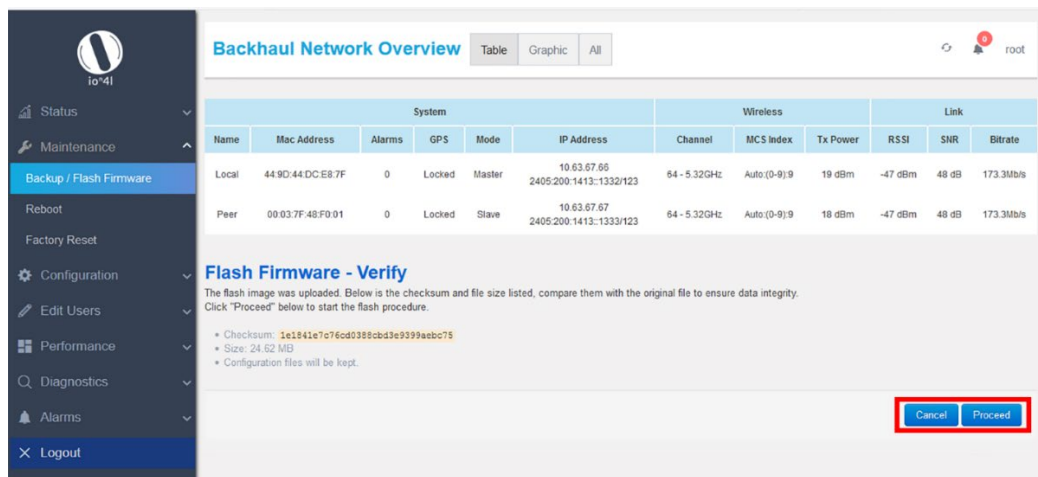 io"4l
Status
Maintenance
Backup / Flash Firmware
Reboot
Factory Reset
Configuration
Edit Users
Performance
Diagnostics
Alarms
Logout
Backhaul Network Overview Table Graphic All 0 root
System Wireless Link
Name Mac Address Alarms GPS Mode IP Address Channel MCS Index Tx Power RSSI SNR Bitrate
Local 44:9D:44:DC:E8:7F 0 Locked Master 10.63.67.66 64 - 5.32GHz Auto:(0-9):9 19 dBm -47 dBm 48 dB 173.3Mb/s
2405:200:1413::1332/123
Peer 00:03:7F:48:F0:01 0 Locked Slave 10.63.67.67 64 - 5.32GHz Auto:(0-9):9 18 dBm -47 dBm 48 dB 173.3Mb/s
2405:200:1413::1333/123
Flash Firmware - Verify
The flash image was uploaded. Below is the checksum and file size listed, compare them with the original file to ensure data integrity.
Click "Proceed" below to start the flash procedure.
Checksum: 1e1841e7c76cd0388cbd3e9399aebc75
Size: 24.62 MB
Configuration files will be kept.
Cancel Proceed